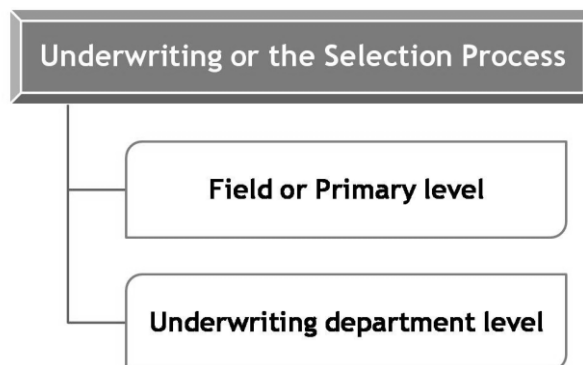 Underwriting or the Selection Process
Field or Primary level
Underwriting department level